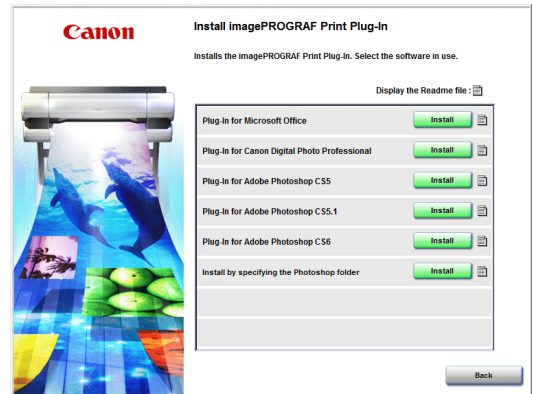 Canon
Install imagePROGRAF Print Plug-In
Installs the imagePROGRAF Print Plug-In. Select the software in use.
Display the Readme file :
Plug-In for Microsoft Office Install
Plug-In for Canon Digital Photo Professional Install
Plug-In for Adobe Photoshop CS5 Install
Plug-In for Adobe Photoshop CS5.1 Install
Plug-In for Adobe Photoshop CS6 Install
Install by specifying the Photoshop folder Install
Back